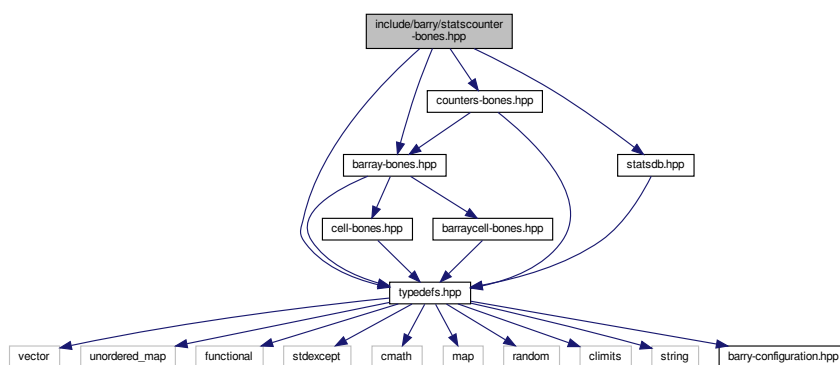 include/barry/statscounter
-bones.hpp
counters-bones.hpp
barray-bones.hpp
statsdb.hpp
cell-bones.hpp
barraycell-bones.hpp
typedefs.hpp
vector
unordered_map
functional
stdexcept
cmath
map
random
climits
string
barry-configuration.hpp